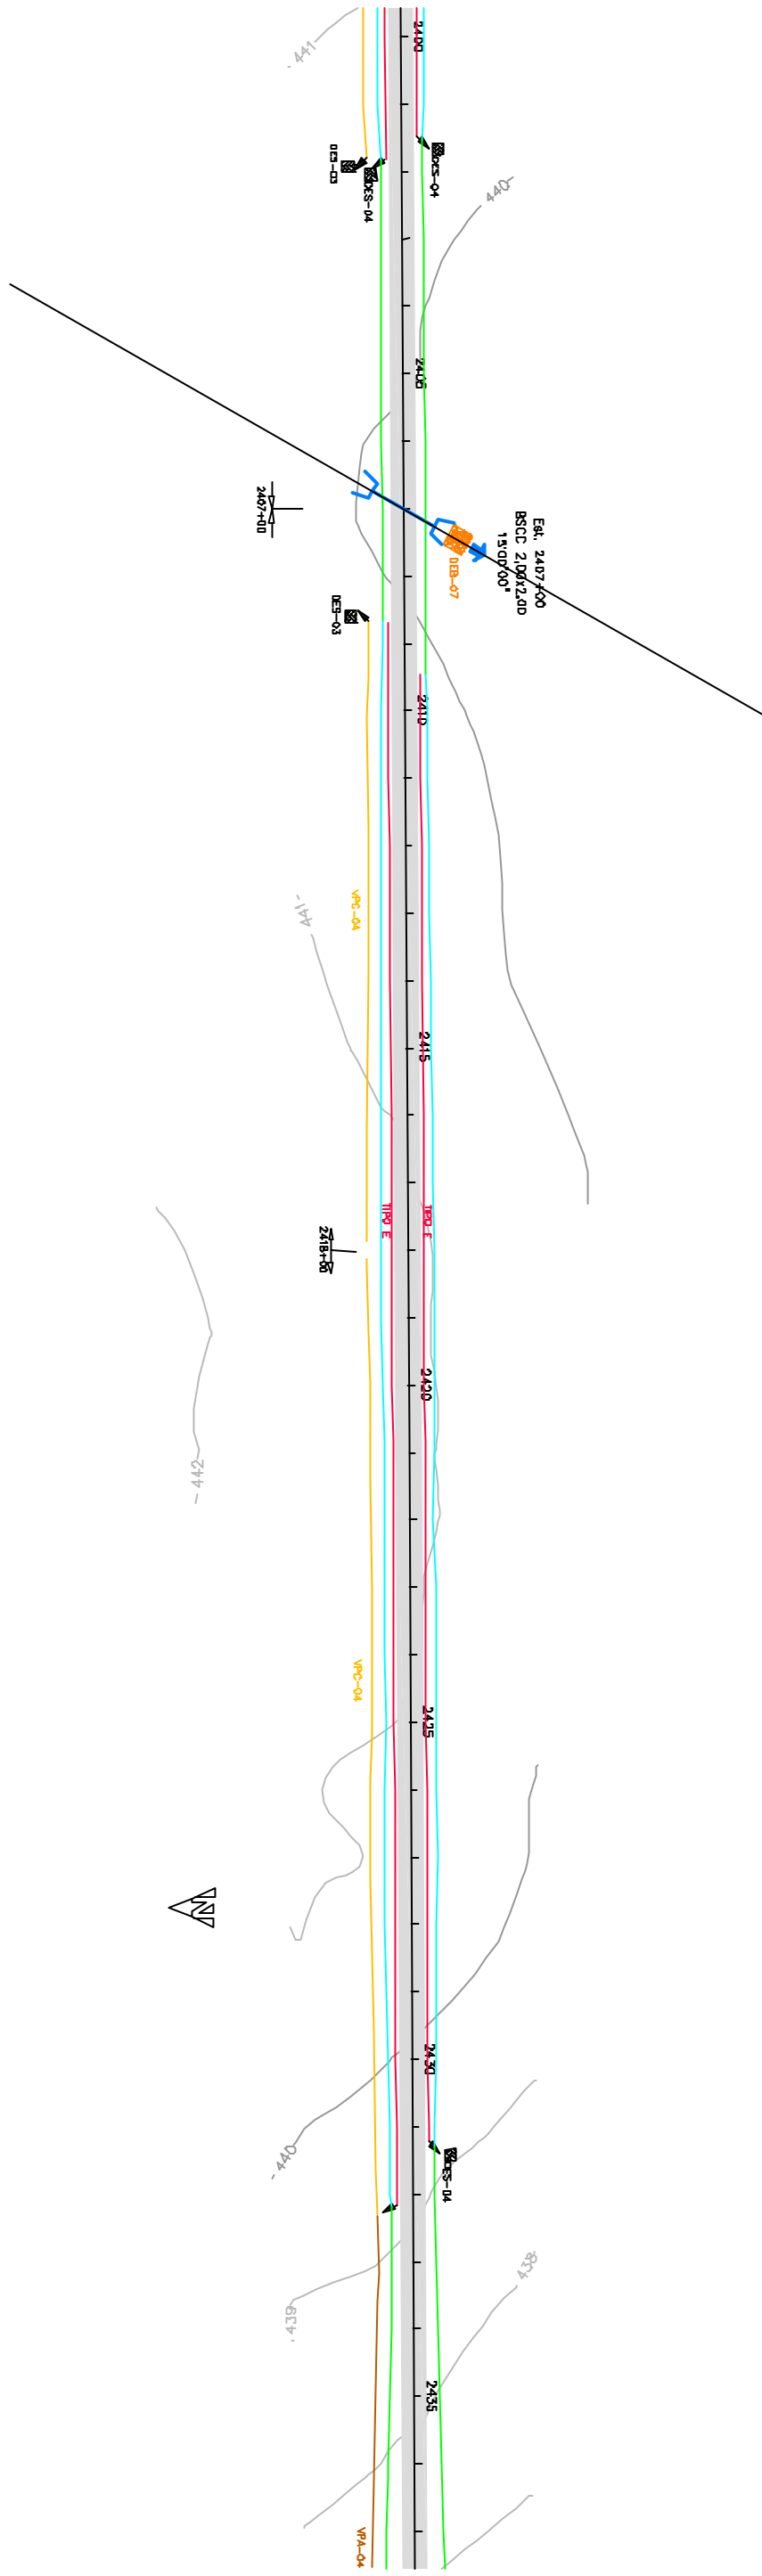 2400
441
DES-03
DES-04
DES-04
440
2405
2407+00
Est. 2407+00
BSCC 2,00x2,00
15°00'00"
DEB-07
DES-03
2410
VPC-04
441
2415
TIPO E
TIPO E
2418+00
2420
442
VPC-04
2425
N
2430
440
DES-04
438
439
2435
VPA-04